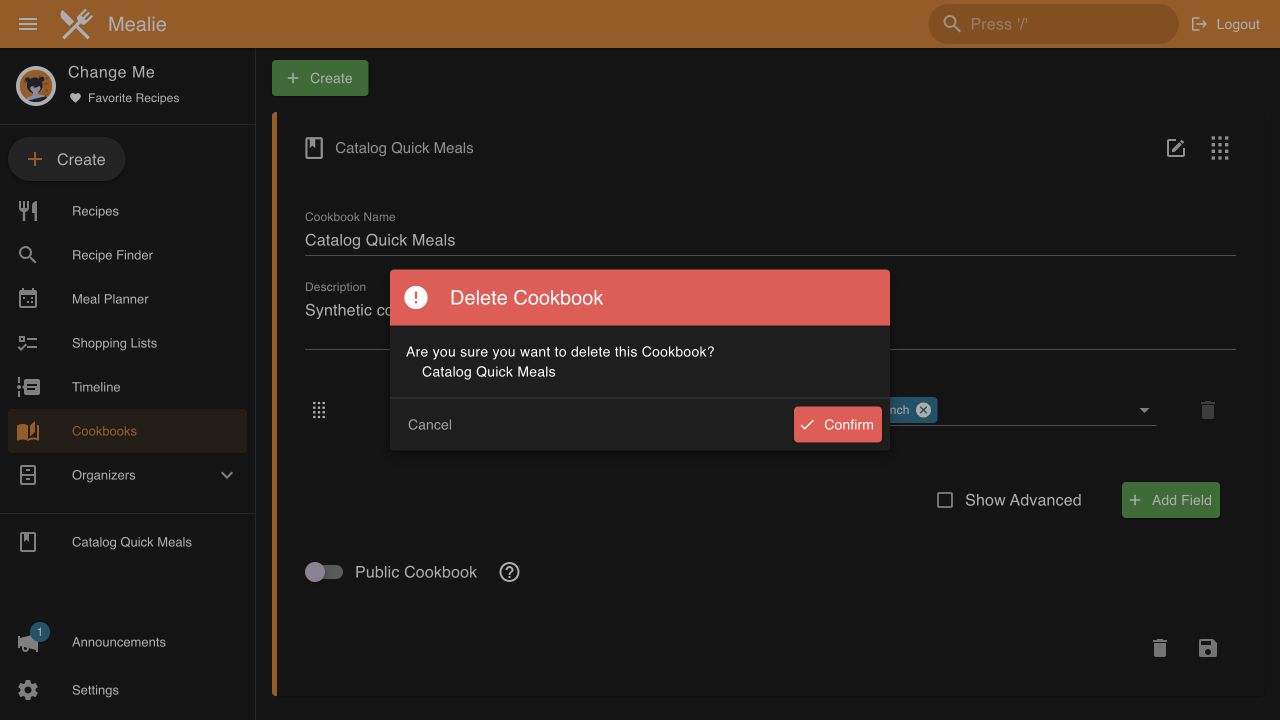 Mealie
Press '/'
Logout
Change Me
Favorite Recipes
Create
Recipes
Recipe Finder
Meal Planner
Shopping Lists
Timeline
Cookbooks
Organizers
Catalog Quick Meals
1
Announcements
Settings
Create
Catalog Quick Meals
Cookbook Name
Catalog Quick Meals
Description
Synthetic
Delete Cookbook
Are you sure you want to delete this Cookbook?
Catalog Quick Meals
Cancel
Confirm
Show Advanced
Add Field
Public Cookbook